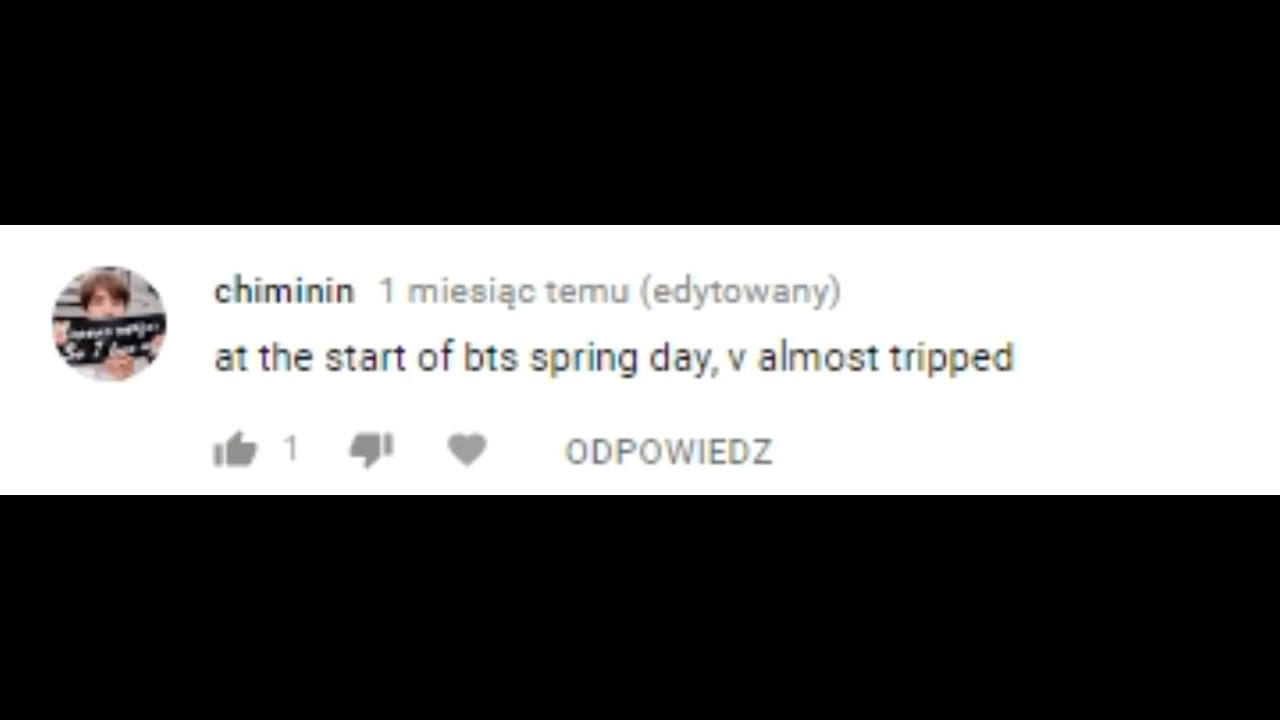 chiminin 1 miesiąc temu (edytowany)
at the start of bts spring day, v almost tripped
1 ODPOWIEDZ